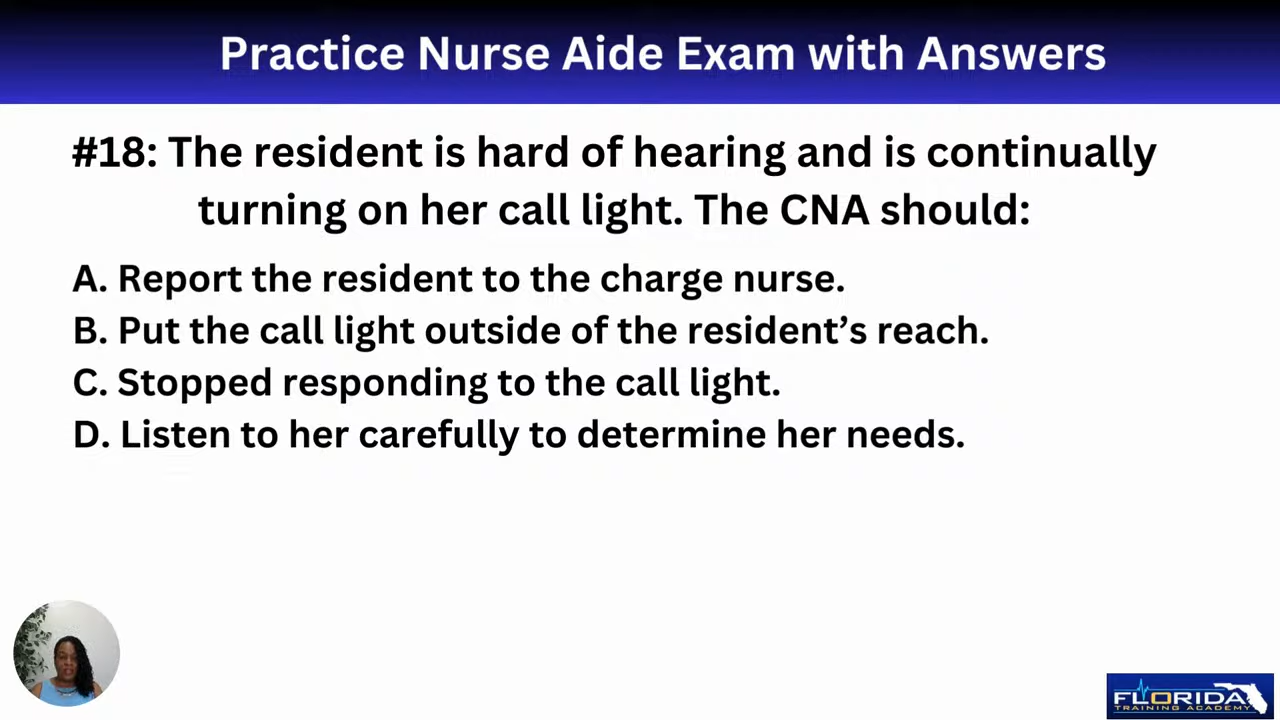 Practice Nurse Aide Exam with Answers
#18: The resident is hard of hearing and is continually
turning on her call light. The CNA should:
A. Report the resident to the charge nurse.
B. Put the call light outside of the resident’s reach.
C. Stopped responding to the call light.
D. Listen to her carefully to determine her needs.
FLORIDA
TRAINING ACADEMY